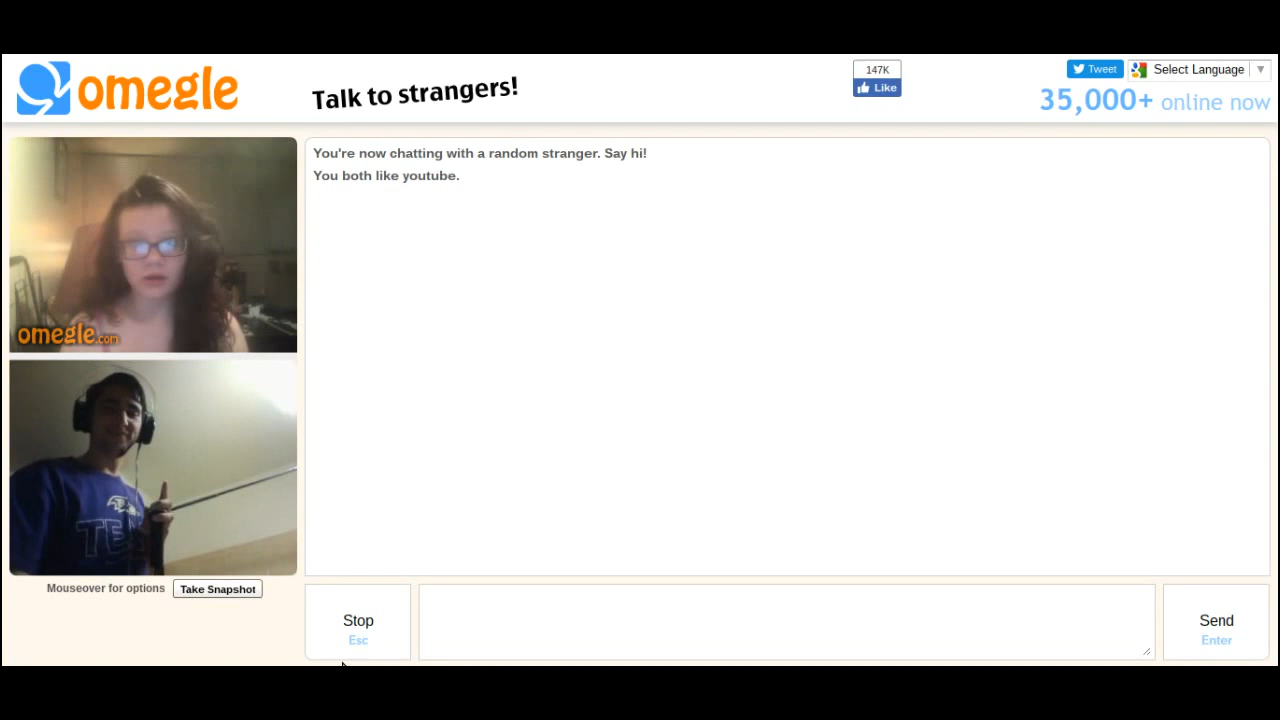 omegle
Talk to strangers!
147K
Like
Tweet
Select Language
35,000+ online now
You're now chatting with a random stranger. Say hi!
You both like youtube.
omegle.com
Mouseover for options
Take Snapshot
Stop
Esc
Send
Enter